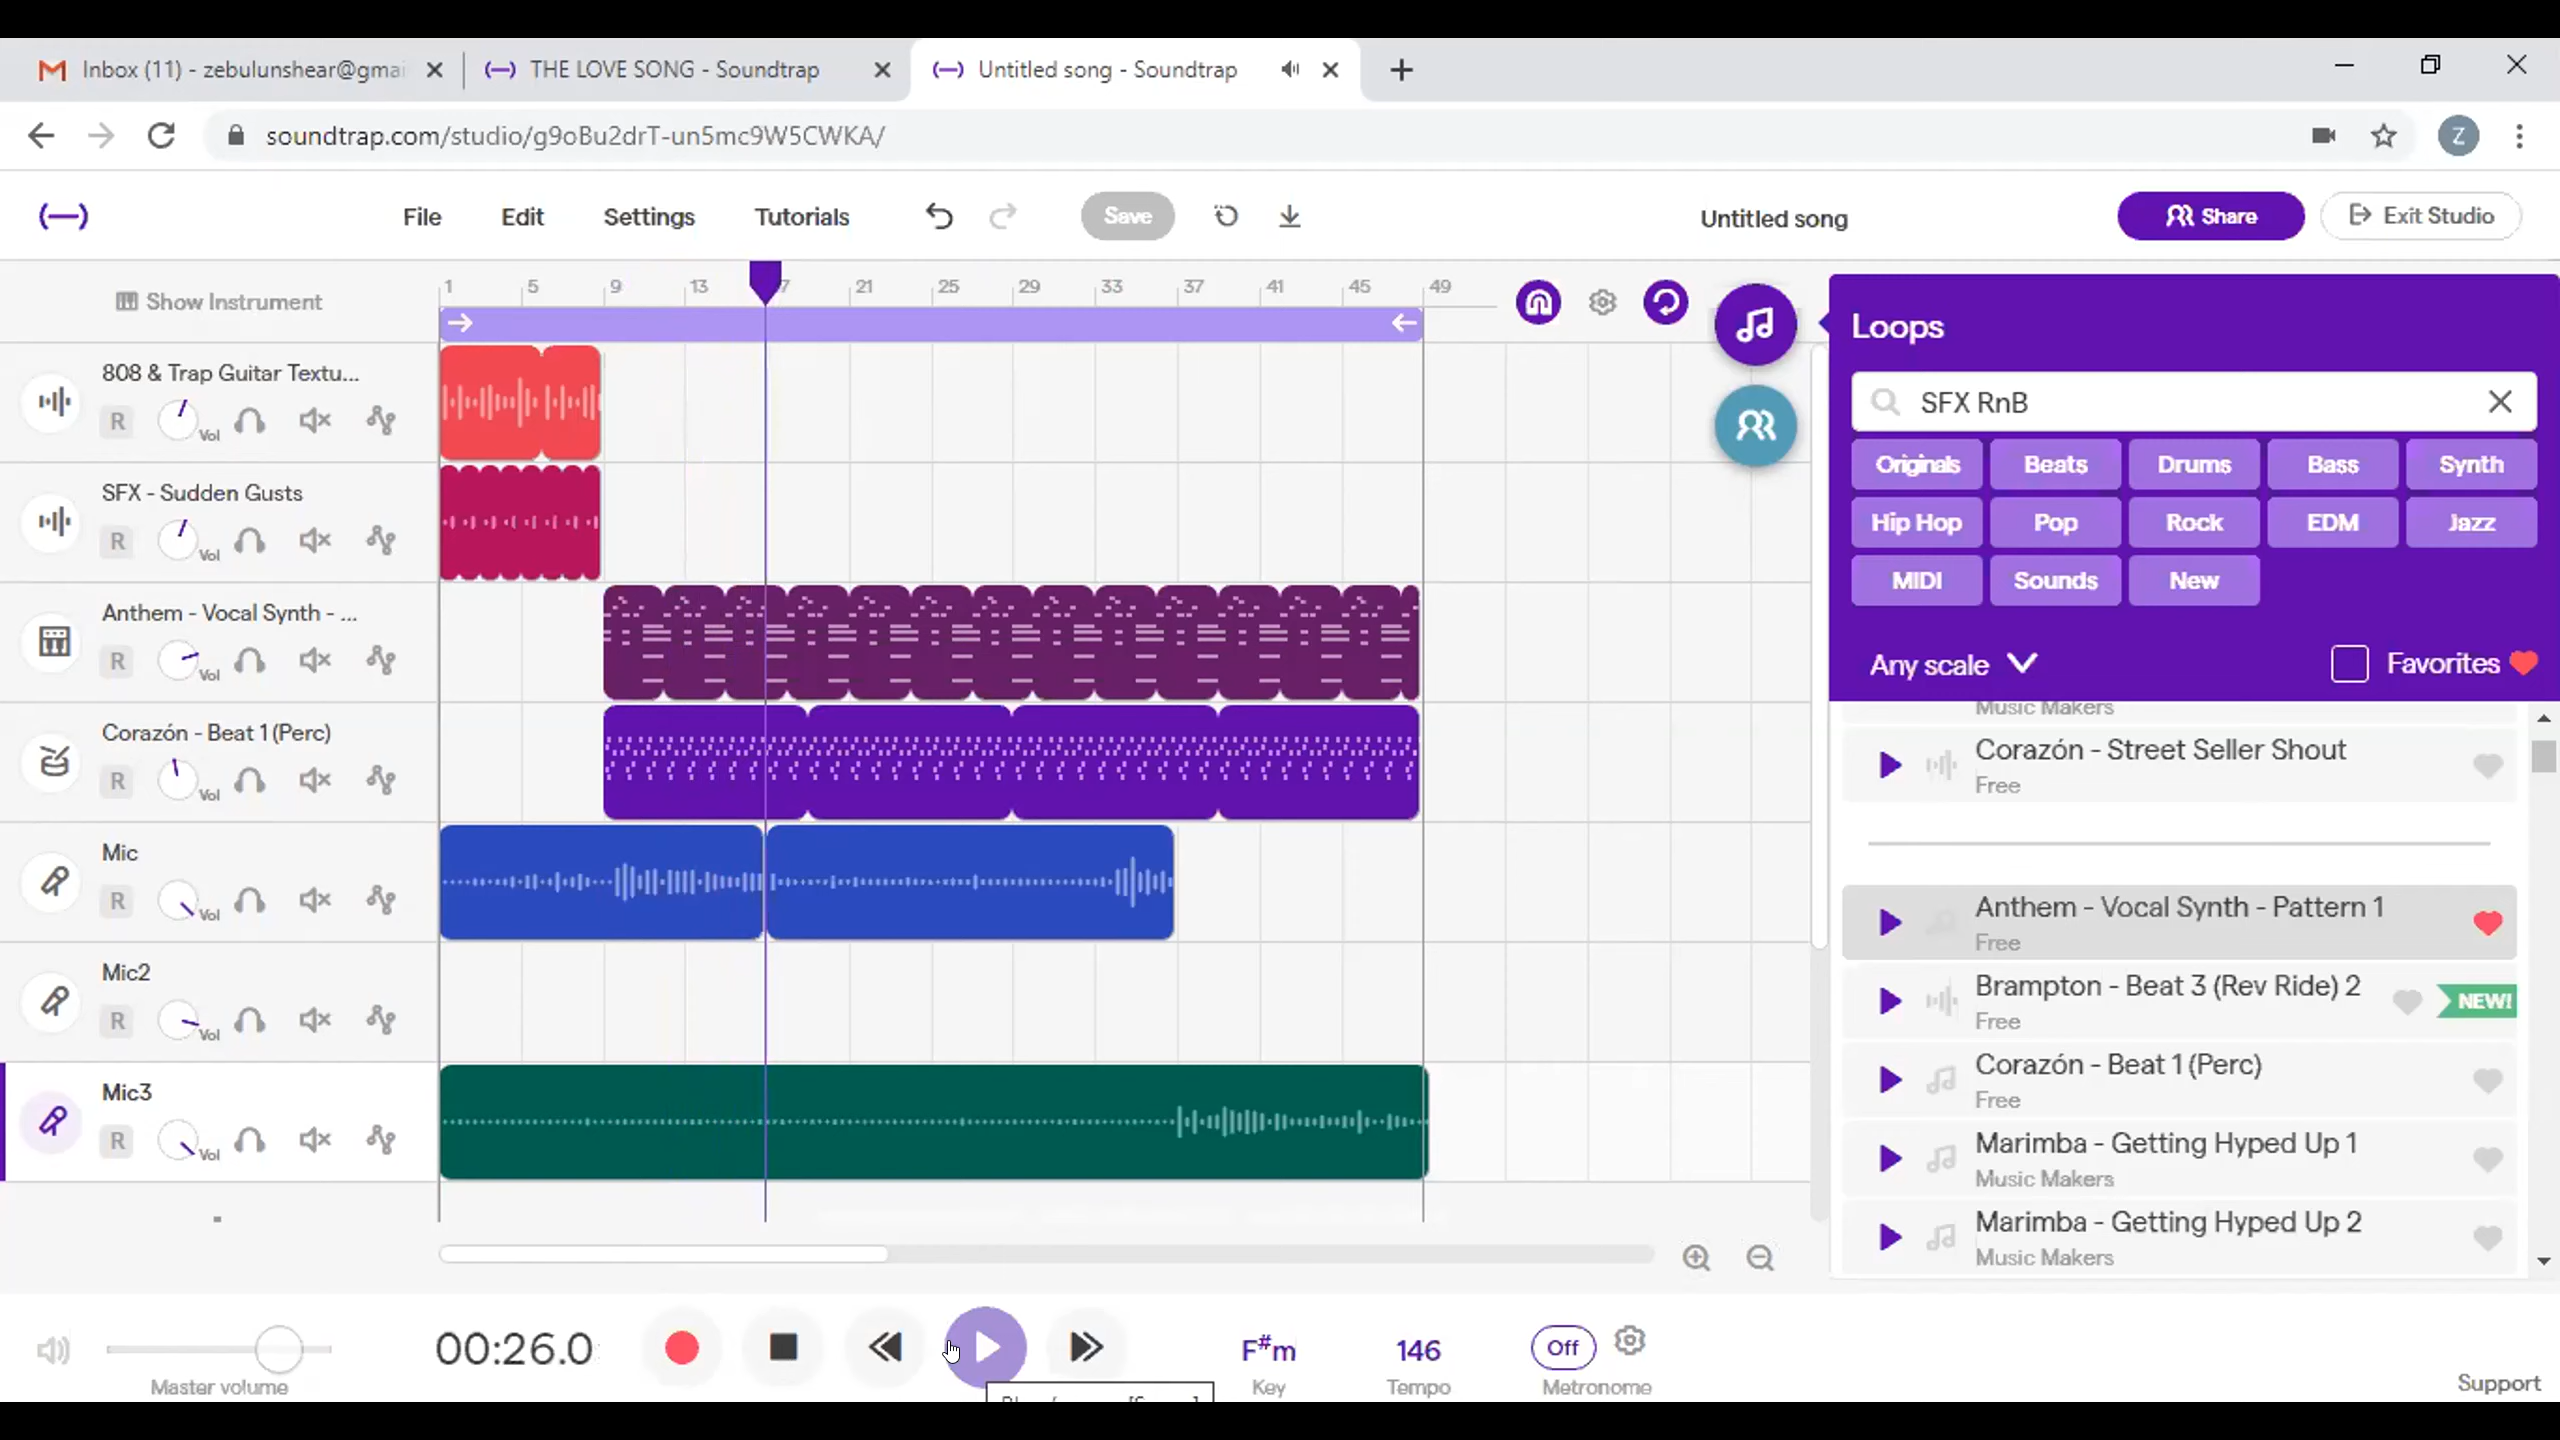 Inbox (11) - zebulunshear@gmai
THE LOVE SONG - Soundtrap
Untitled song - Soundtrap
soundtrap.com/studio/g9oBu2drT-un5mc9W5CWKA/
Z
File Edit Settings Tutorials Save
Untitled song
Share
Exit Studio
Show Instrument
1 5 9 13 7 21 25 29 33 37 41 45 49
808 & Trap Guitar Textu...
R Vol
SFX - Sudden Gusts
R Vol
Anthem - Vocal Synth - ...
R Vol
Corazón - Beat 1 (Perc)
R Vol
Mic
R Vol
Mic2
R Vol
Mic3
R Vol
Loops
SFX RnB
Originals Beats Drums Bass Synth
Hip Hop Pop Rock EDM Jazz
MIDI Sounds New
Any scale
Favorites
Music Makers
Corazón - Street Seller Shout
Free
Anthem - Vocal Synth - Pattern 1
Free
Brampton - Beat 3 (Rev Ride) 2
NEW!
Free
Corazón - Beat 1 (Perc)
Free
Marimba - Getting Hyped Up 1
Music Makers
Marimba - Getting Hyped Up 2
Music Makers
Master volume
00:26.0
F#m
Key
146
Tempo
Off
Metronome
Support